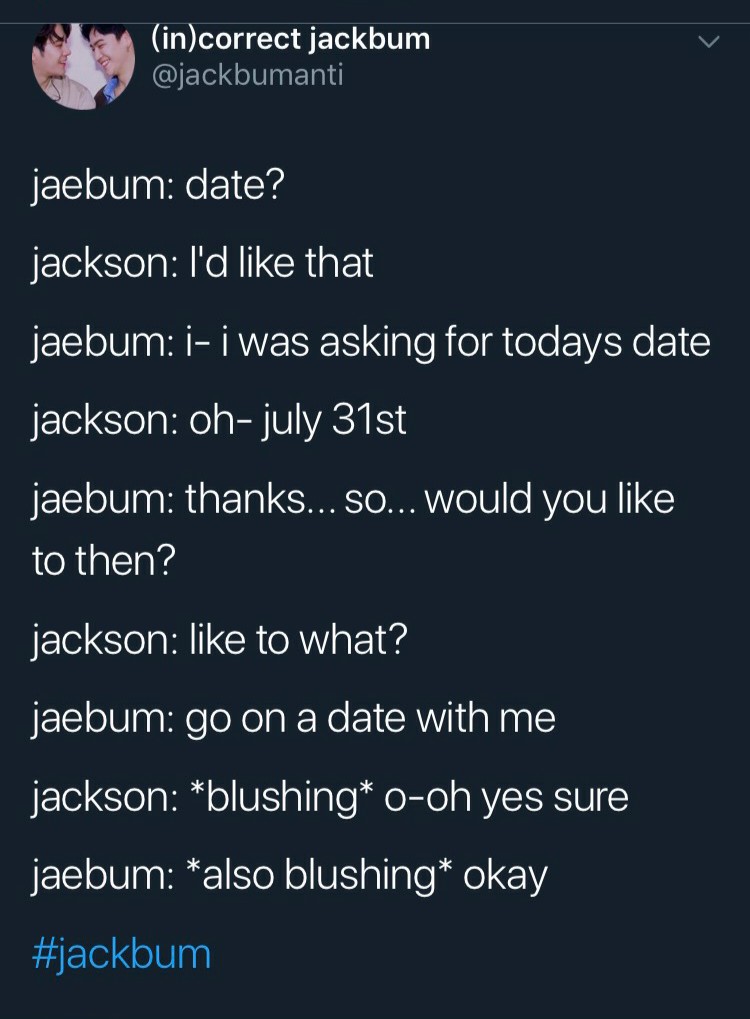 (in)correct jackbum
@jackbumanti
jaebum: date?
jackson: I'd like that
jaebum: i- i was asking for todays date
jackson: oh- july 31st
jaebum: thanks... so... would you like
to then?
jackson: like to what?
jaebum: go on a date with me
jackson: *blushing* o-oh yes sure
jaebum: *also blushing* okay
#jackbum